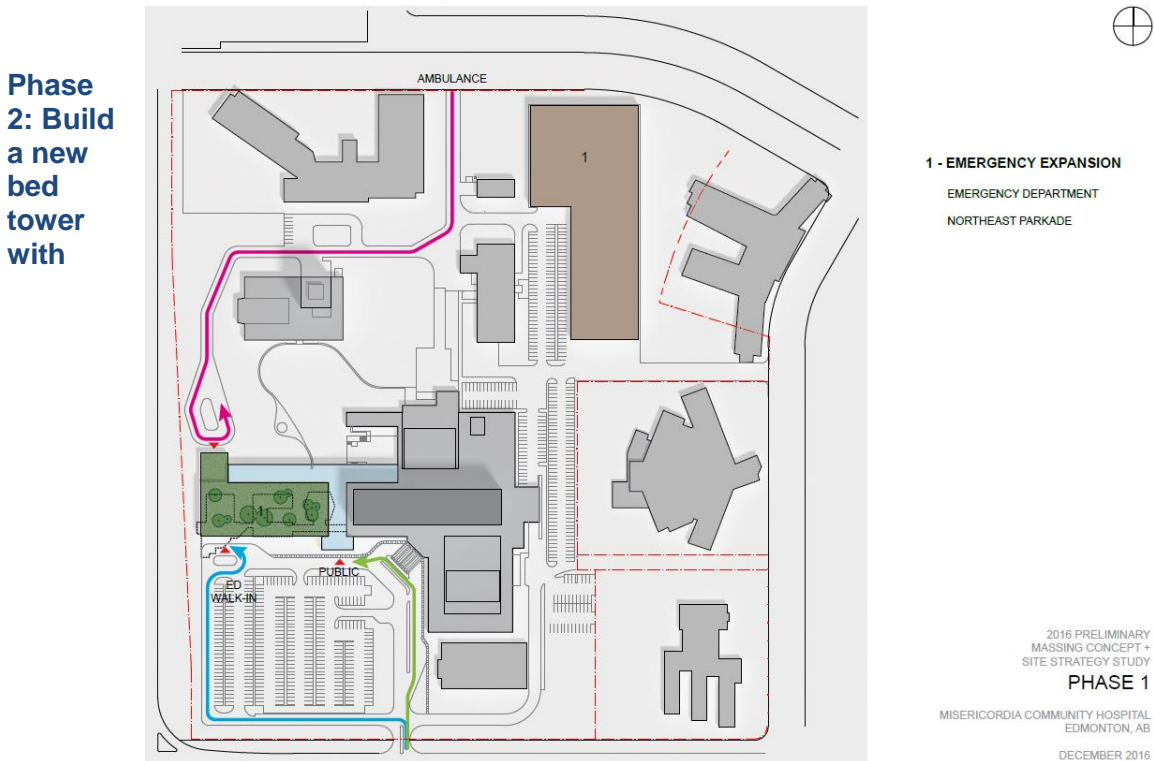 Phase
2: Build
a new
bed
tower
with
AMBULANCE
1
1 - EMERGENCY EXPANSION
EMERGENCY DEPARTMENT
NORTHEAST PARKADE
1
PUBLIC
ED
WALK-IN
2016 PRELIMINARY
MASSING CONCEPT +
SITE STRATEGY STUDY
PHASE 1
MISERICORDIA COMMUNITY HOSPITAL
EDMONTON, AB
DECEMBER 2016